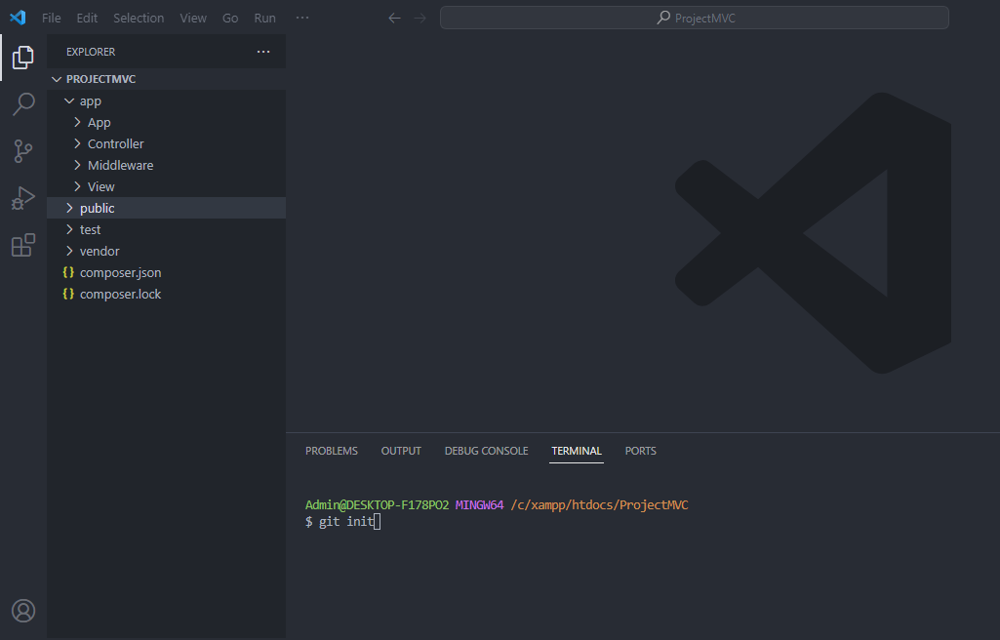 File Edit Selection View Go Run ···
ProjectMVC
EXPLORER ···
PROJECTMVC
app
App
Controller
Middleware
View
public
test
vendor
{} composer.json
{} composer.lock
PROBLEMS OUTPUT DEBUG CONSOLE TERMINAL PORTS
Admin@DESKTOP-F178PO2 MINGW64 /c/xampp/htdocs/ProjectMVC
$ git init